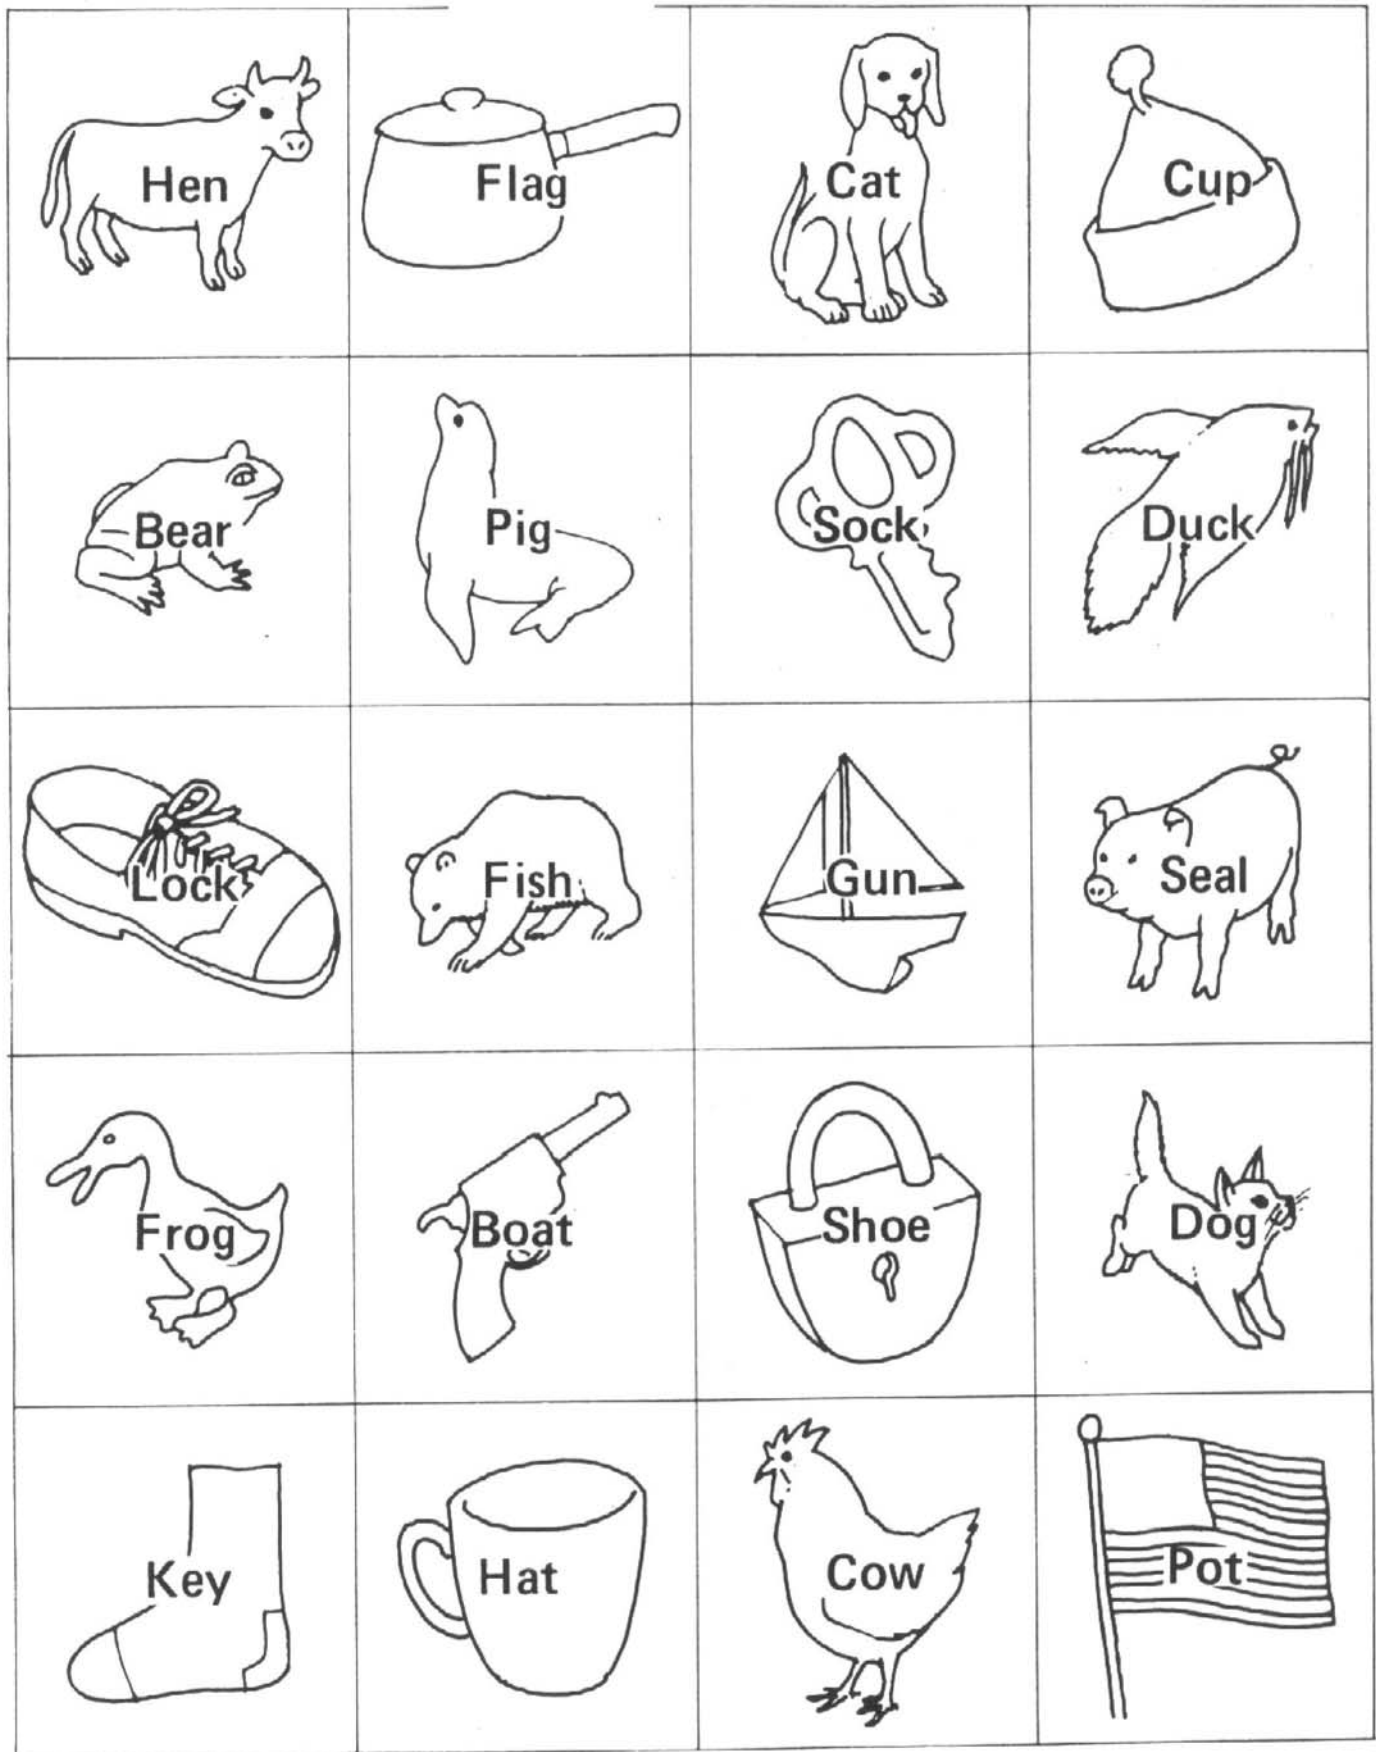 Hen Flag Cat Cup
Bear Pig Sock Duck
Lock Fish Gun Seal
Frog Boat Shoe Dog
Key Hat Cow Pot